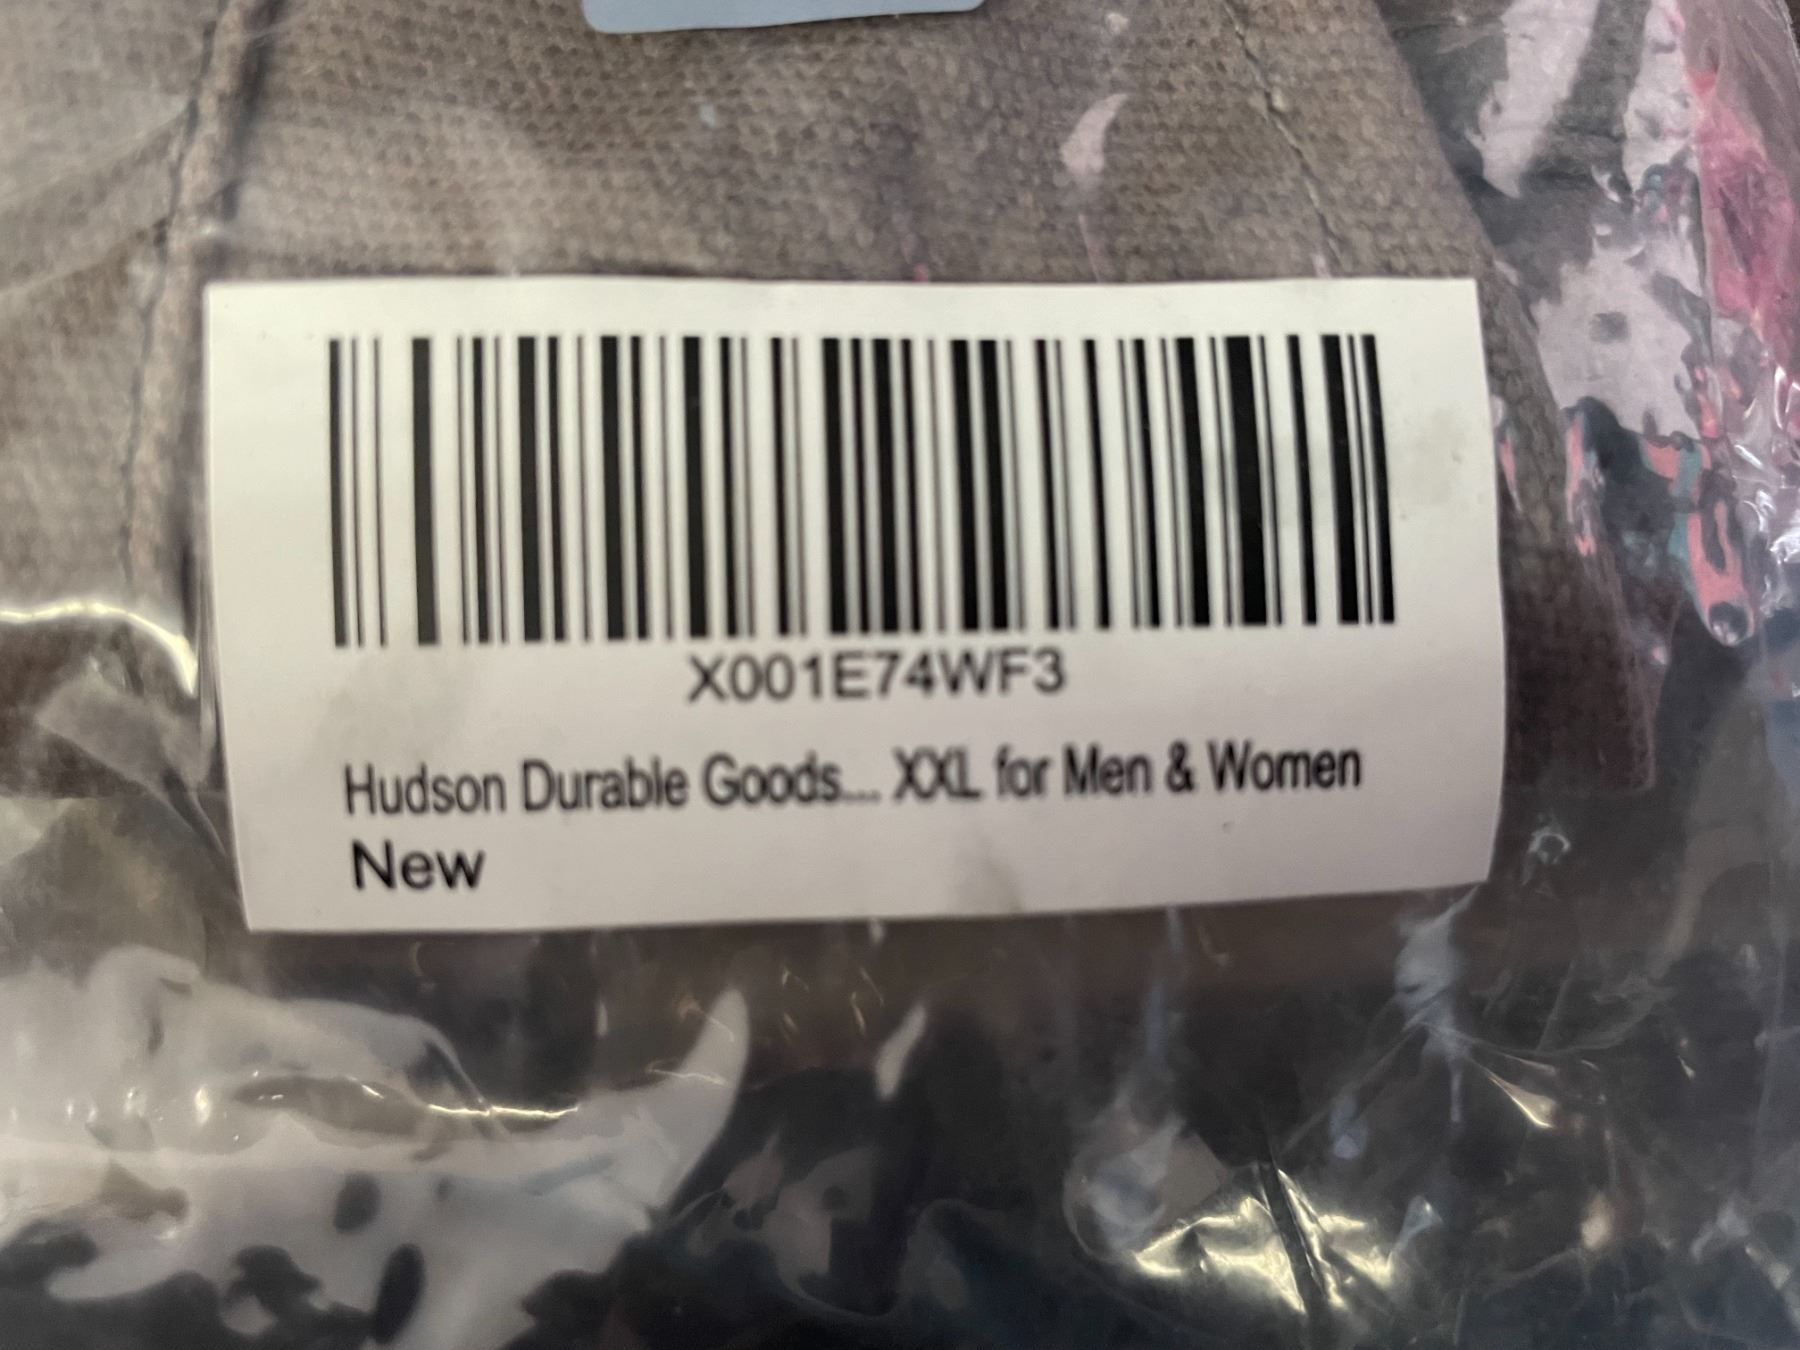 X001E74WF3
Hudson Durable Goods... XXL for Men & Women
New